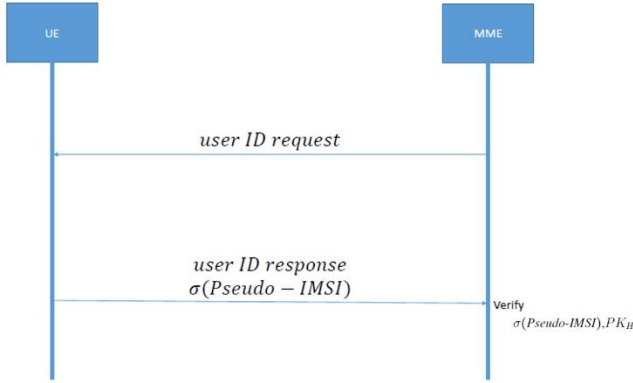 UE
MME
user ID request
user ID response
σ(Pseudo − IMSI)
Verify
σ(Pseudo-IMSI),PK_H